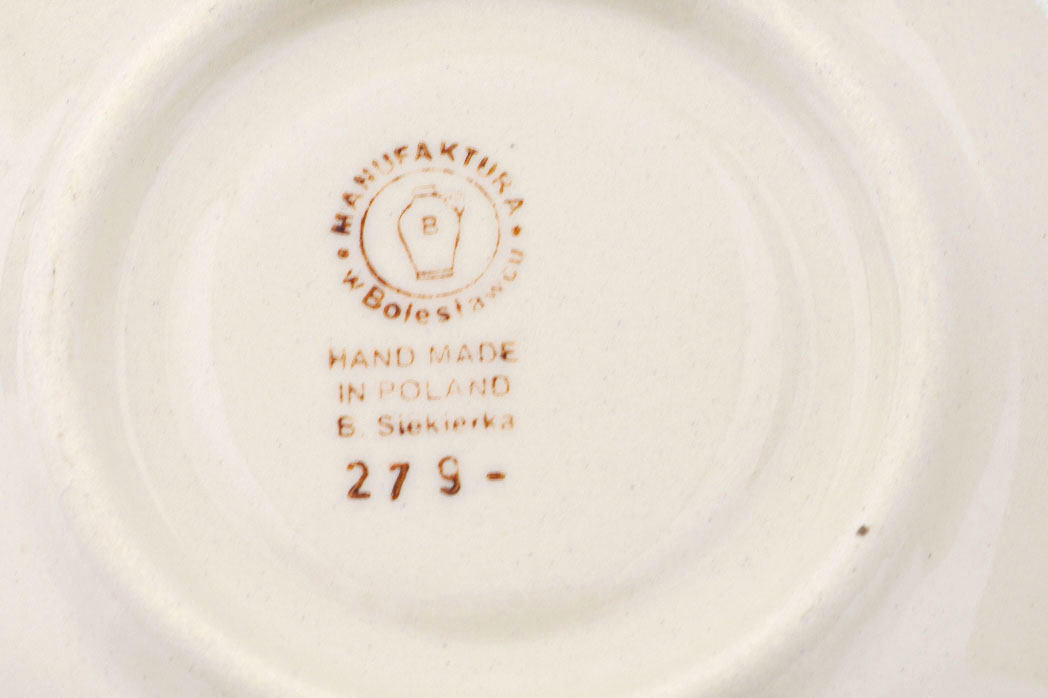 MANUFAKTURA
B
w Bolesławcu
HAND MADE
IN POLAND
B. Siekierka
279-